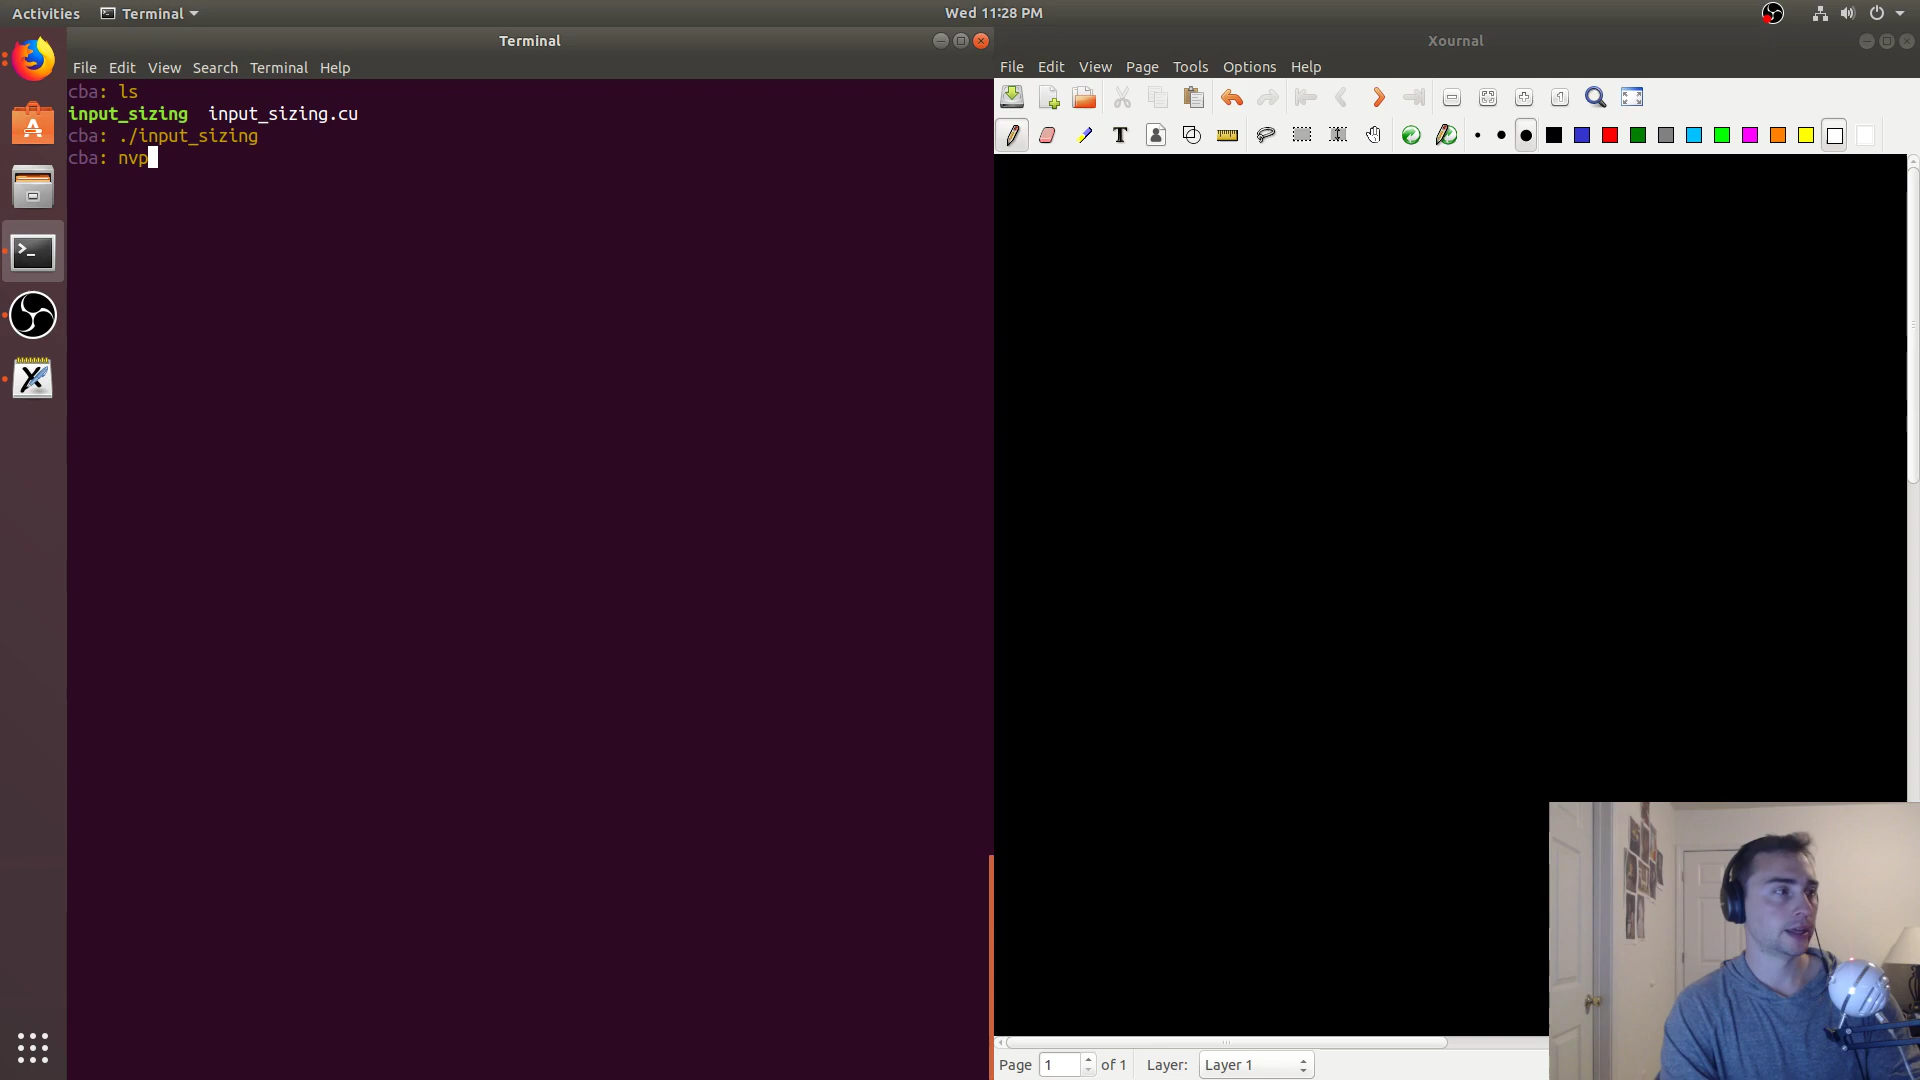 Activities Terminal Wed 11:28 PM
Terminal
File Edit View Search Terminal Help
cba: ls
input_sizing input_sizing.cu
cba: ./input_sizing
cba: nvp
Xournal
File Edit View Page Tools Options Help
Page 1 of 1 Layer: Layer 1